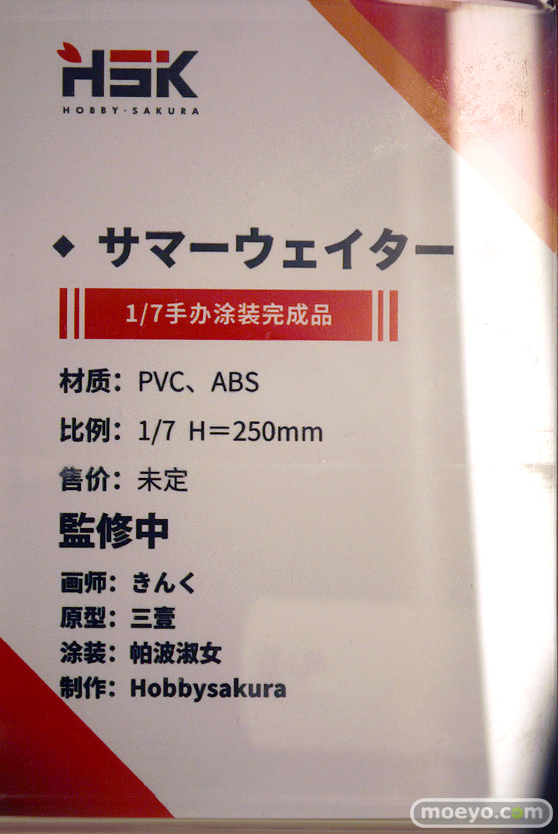 HSK
HOBBY·SAKURA
◆ サマーウェイター
1/7手办涂装完成品
材质：PVC、ABS
比例：1/7 H＝250mm
售价：未定
監修中
画师：きんく
原型：三壹
涂装：帕波淑女
制作：Hobbysakura
moeyo.com